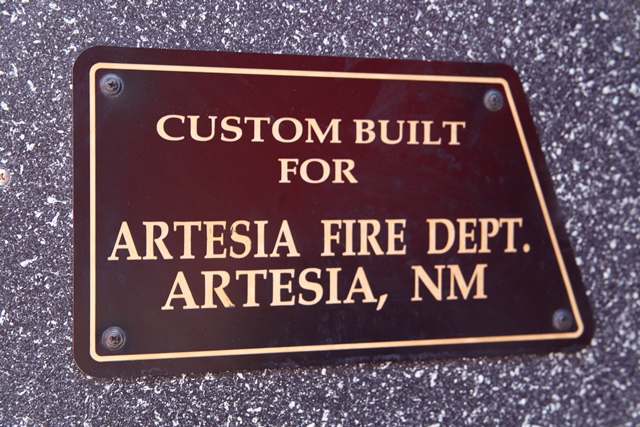 CUSTOM BUILT
FOR
ARTESIA FIRE DEPT.
ARTESIA, NM